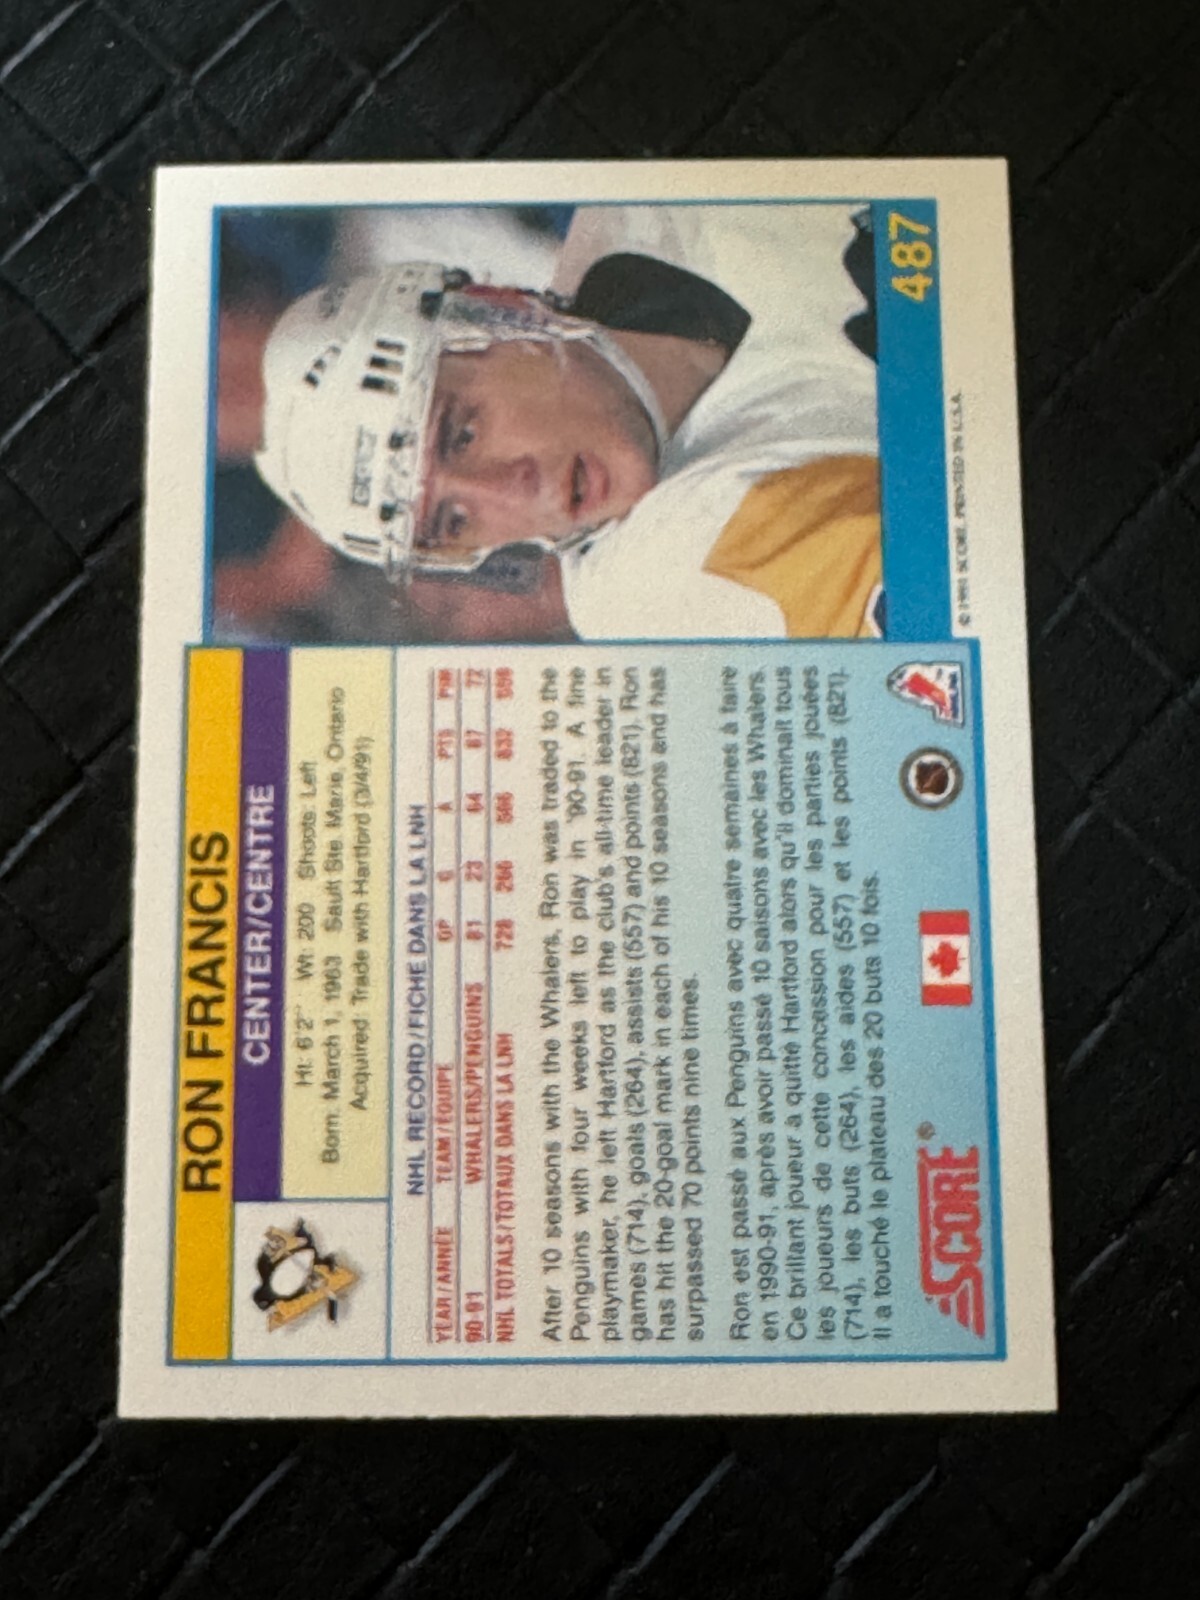 RON FRANCIS
CENTER/CENTRE
Ht: 6'2" Wt: 200 Shoots: Left
Born: March 1, 1963 Sault Ste. Marie, Ontario
Acquired: Trade with Hartford (3/4/91)
NHL RECORD/FICHE DANS LA LNH
YEAR/ANNÉE TEAM/ÉQUIPE GP G A PTS PIM
90-91 WHALERS/PENGUINS 81 23 64 87 72
NHL TOTALS/TOTAUX DANS LA LNH 728 266 566 832
After 10 seasons with the Whalers, Ron was traded to the
Penguins with four weeks left to play in '90-91. A fine
playmaker, he left Hartford as the club's all-time leader in
games (714), goals (264), assists (557) and points (821). Ron
has hit the 20-goal mark in each of his 10 seasons and has
surpassed 70 points nine times.
Ron est passé aux Penguins avec quatre semaines à faire
en 1990-91, après avoir passé 10 saisons avec les Whalers.
Ce brillant joueur a quitté Hartford alors qu'il dominait tous
les joueurs de cette concession pour les parties jouées
(714), les buts (264), les aides (557) et les points (821).
Il a touché le plateau des 20 buts 10 fois.
SCORE®
487
© 1991 SCORE, PRINTED IN U.S.A.